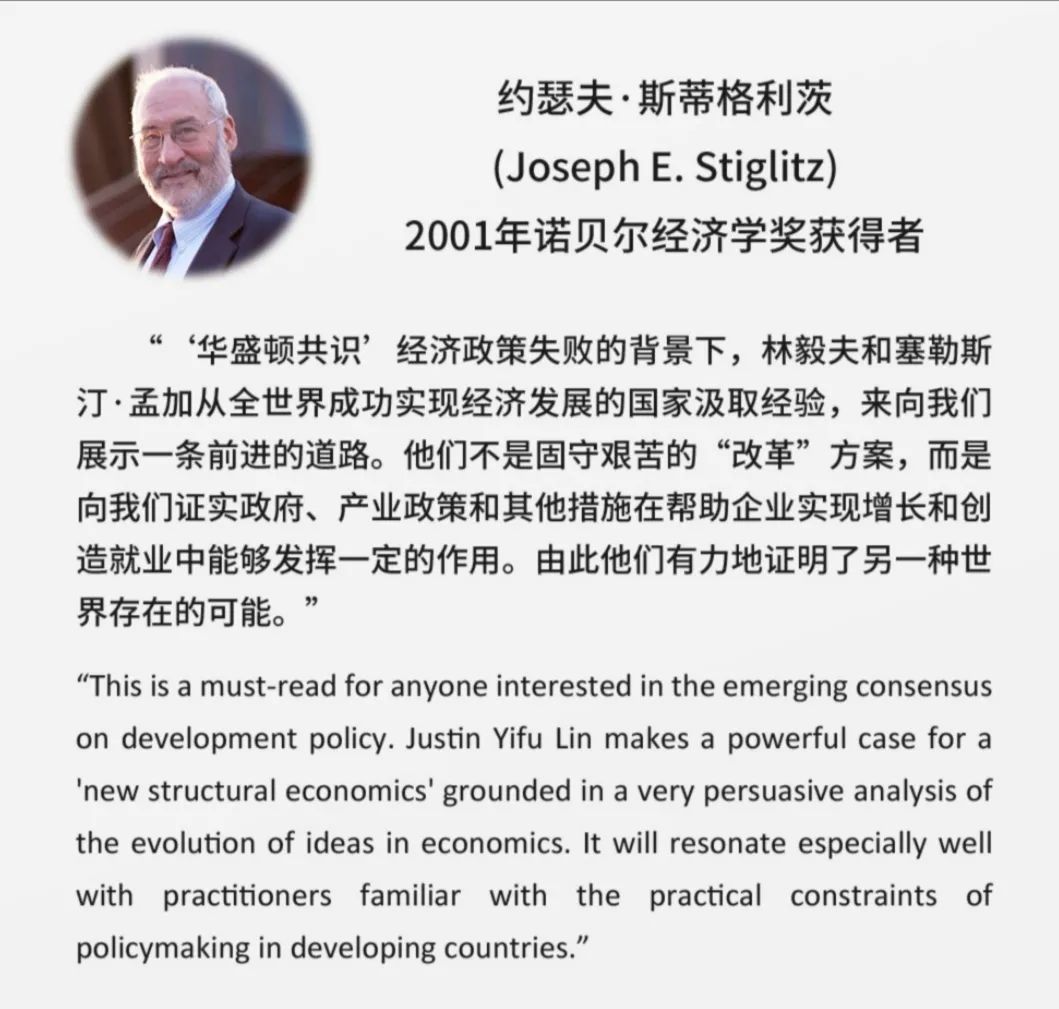 约瑟夫·斯蒂格利茨
(Joseph E. Stiglitz)
2001年诺贝尔经济学奖获得者
“‘华盛顿共识’经济政策失败的背景下，林毅夫和塞勒斯
汀·孟加从全世界成功实现经济发展的国家汲取经验，来向我们
展示一条前进的道路。他们不是固守艰苦的“改革”方案，而是
向我们证实政府、产业政策和其他措施在帮助企业实现增长和创
造就业中能够发挥一定的作用。由此他们有力地证明了另一种世
界存在的可能。”
“This is a must-read for anyone interested in the emerging consensus
on development policy. Justin Yifu Lin makes a powerful case for a
'new structural economics' grounded in a very persuasive analysis of
the evolution of ideas in economics. It will resonate especially well
with practitioners familiar with the practical constraints of
policymaking in developing countries.”